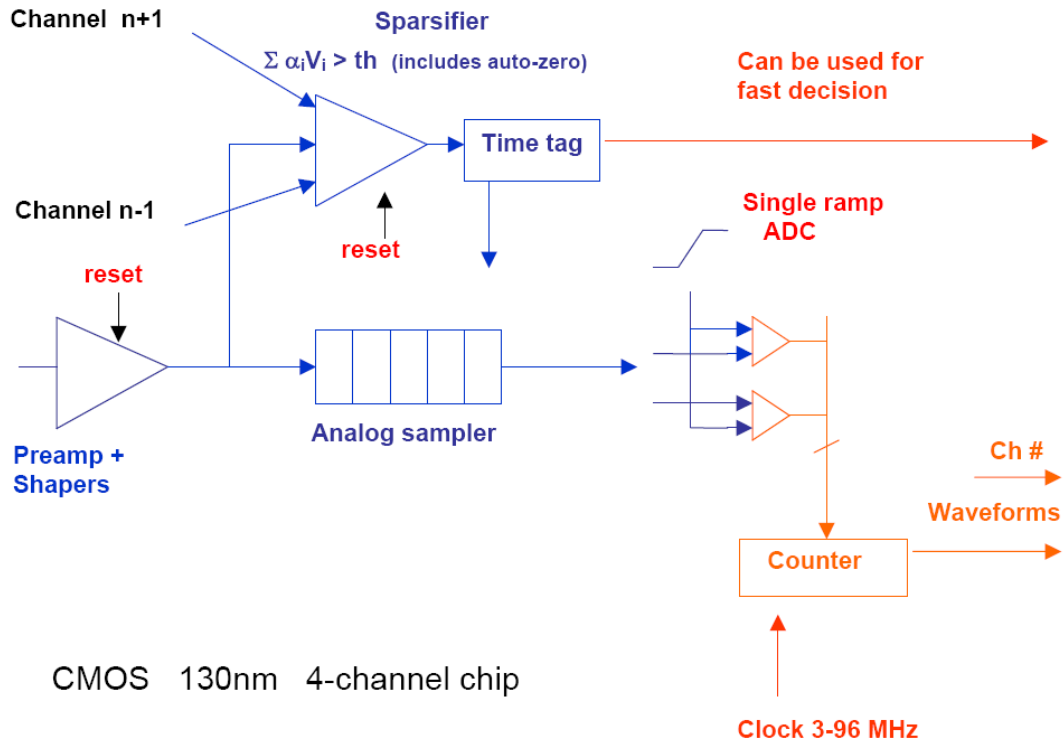 Channel n+1
Sparsifier
Σ αiVi > th (includes auto-zero)
Can be used for
fast decision
Time tag
Channel n-1
reset
Single ramp
ADC
reset
Analog sampler
Preamp +
Shapers
Ch #
Waveforms
Counter
CMOS 130nm 4-channel chip
Clock 3-96 MHz